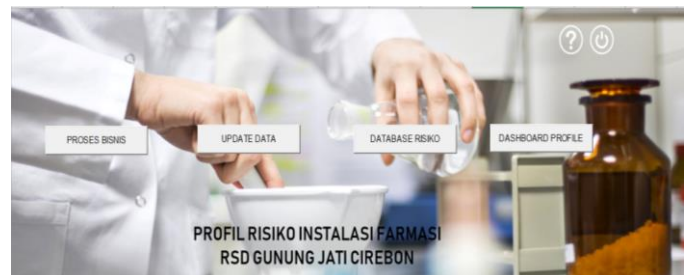 ?
PROSES BISNIS
UPDATE DATA
DATABASE RISIKO
DASHBOARD PROFILE
PROFIL RISIKO INSTALASI FARMASI
RSD GUNUNG JATI CIREBON